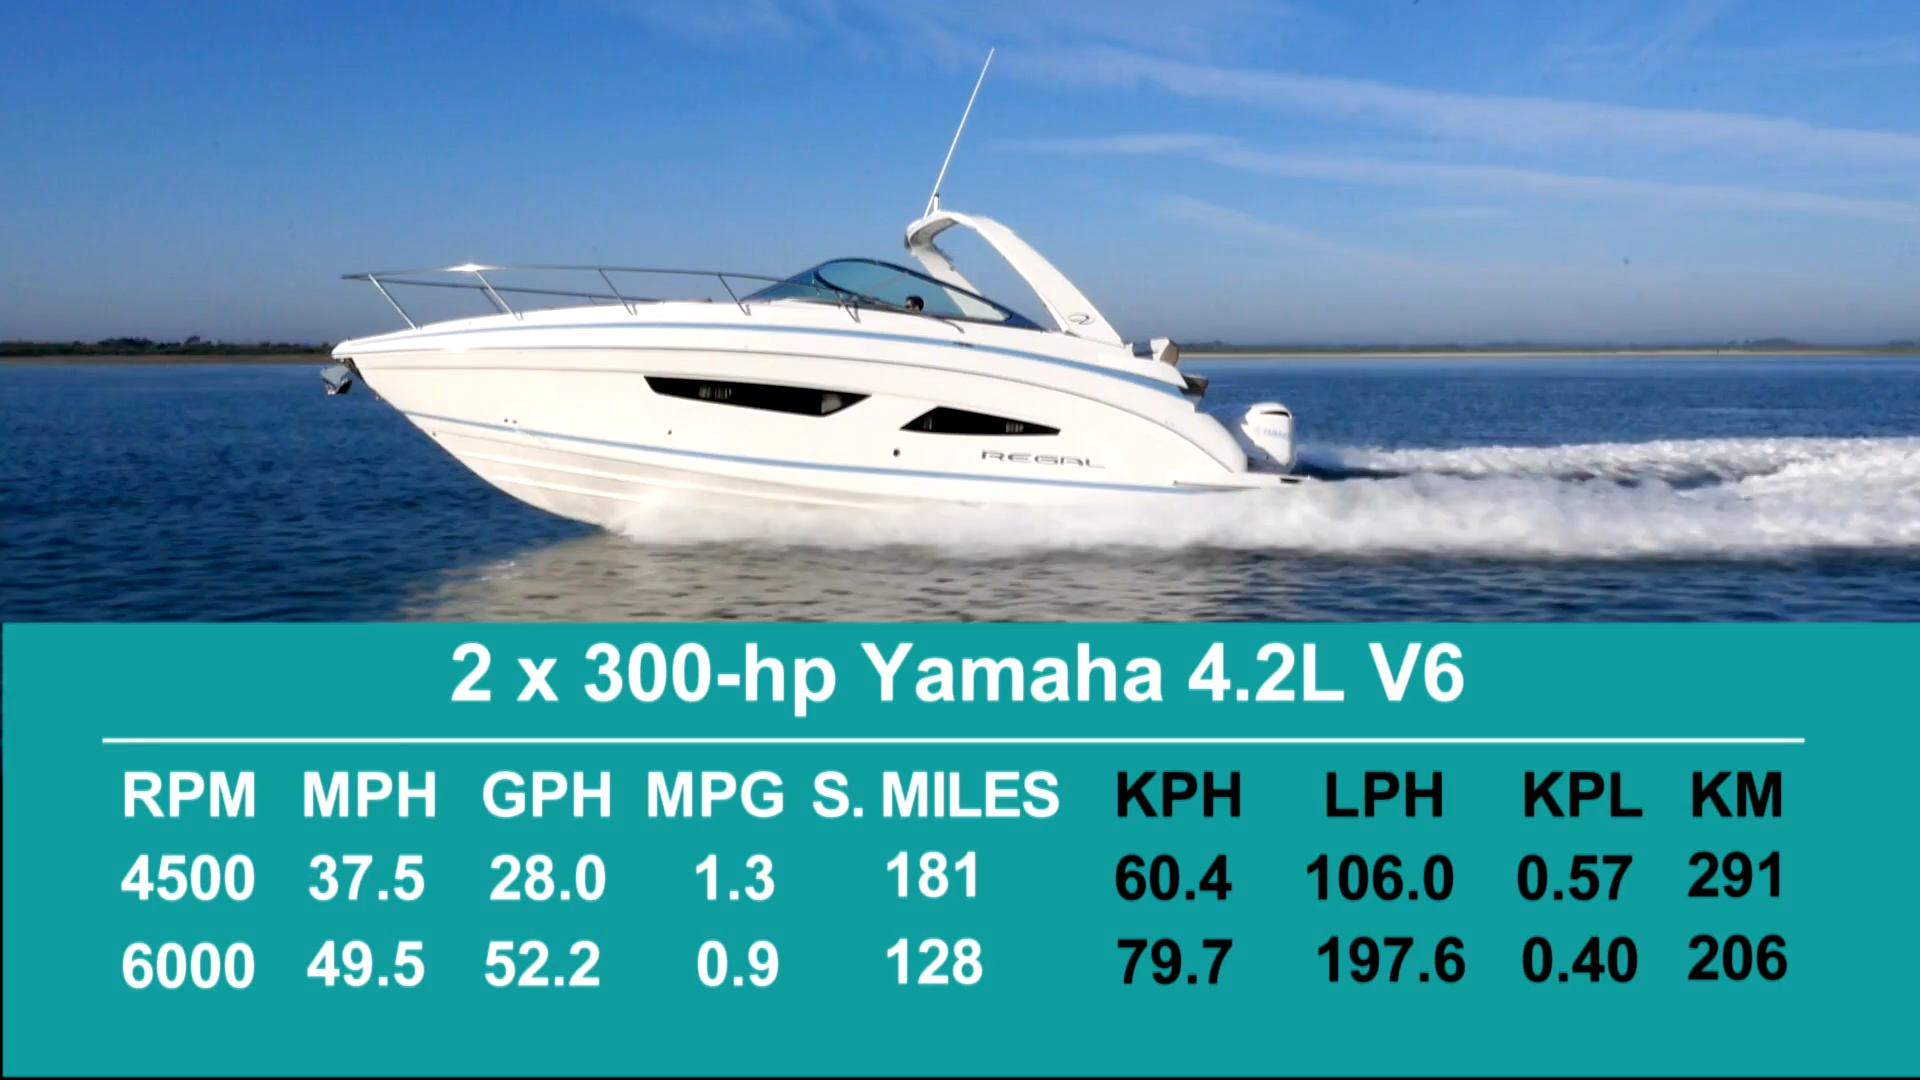 YAMAHA
REGAL
2 x 300-hp Yamaha 4.2L V6
RPM MPH GPH MPG S. MILES KPH LPH KPL KM
4500 37.5 28.0 1.3 181 60.4 106.0 0.57 291
6000 49.5 52.2 0.9 128 79.7 197.6 0.40 206